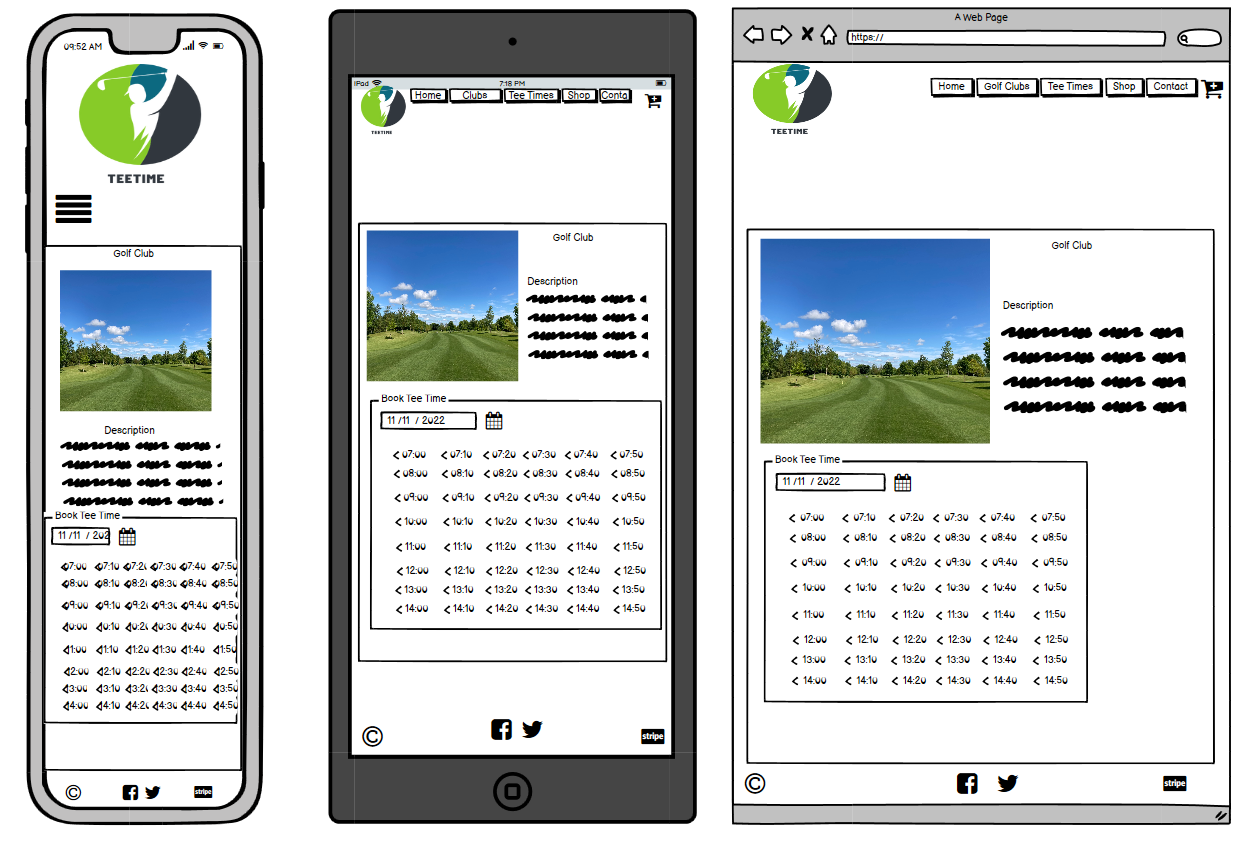 09:52 AM
TEETIME
Golf Club
Description
Book Tee Time
11 /11 / 202
07:00 07:10 07:20 07:30 07:40 07:50
08:00 08:10 08:20 08:30 08:40 08:50
09:00 09:10 09:20 09:30 09:40 09:50
10:00 10:10 10:20 10:30 10:40 10:50
11:00 11:10 11:20 11:30 11:40 11:50
12:00 12:10 12:20 12:30 12:40 12:50
13:00 13:10 13:20 13:30 13:40 13:50
14:00 14:10 14:20 14:30 14:40 14:50
©
stripe
iPod 7:18 PM
TEETIME
Home Clubs Tee Times Shop Conta
Golf Club
Description
Book Tee Time
11 /11 / 2022
< 07:00 < 07:10 < 07:20 < 07:30 < 07:40 < 07:50
< 08:00 < 08:10 < 08:20 < 08:30 < 08:40 < 08:50
< 09:00 < 09:10 < 09:20 < 09:30 < 09:40 < 09:50
< 10:00 < 10:10 < 10:20 < 10:30 < 10:40 < 10:50
< 11:00 < 11:10 < 11:20 < 11:30 < 11:40 < 11:50
< 12:00 < 12:10 < 12:20 < 12:30 < 12:40 < 12:50
< 13:00 < 13:10 < 13:20 < 13:30 < 13:40 < 13:50
< 14:00 < 14:10 < 14:20 < 14:30 < 14:40 < 14:50
©
stripe
A Web Page
https://
TEETIME
Home Golf Clubs Tee Times Shop Contact
Golf Club
Description
Book Tee Time
11 /11 / 2022
< 07:00 < 07:10 < 07:20 < 07:30 < 07:40 < 07:50
< 08:00 < 08:10 < 08:20 < 08:30 < 08:40 < 08:50
< 09:00 < 09:10 < 09:20 < 09:30 < 09:40 < 09:50
< 10:00 < 10:10 < 10:20 < 10:30 < 10:40 < 10:50
< 11:00 < 11:10 < 11:20 < 11:30 < 11:40 < 11:50
< 12:00 < 12:10 < 12:20 < 12:30 < 12:40 < 12:50
< 13:00 < 13:10 < 13:20 < 13:30 < 13:40 < 13:50
< 14:00 < 14:10 < 14:20 < 14:30 < 14:40 < 14:50
©
stripe